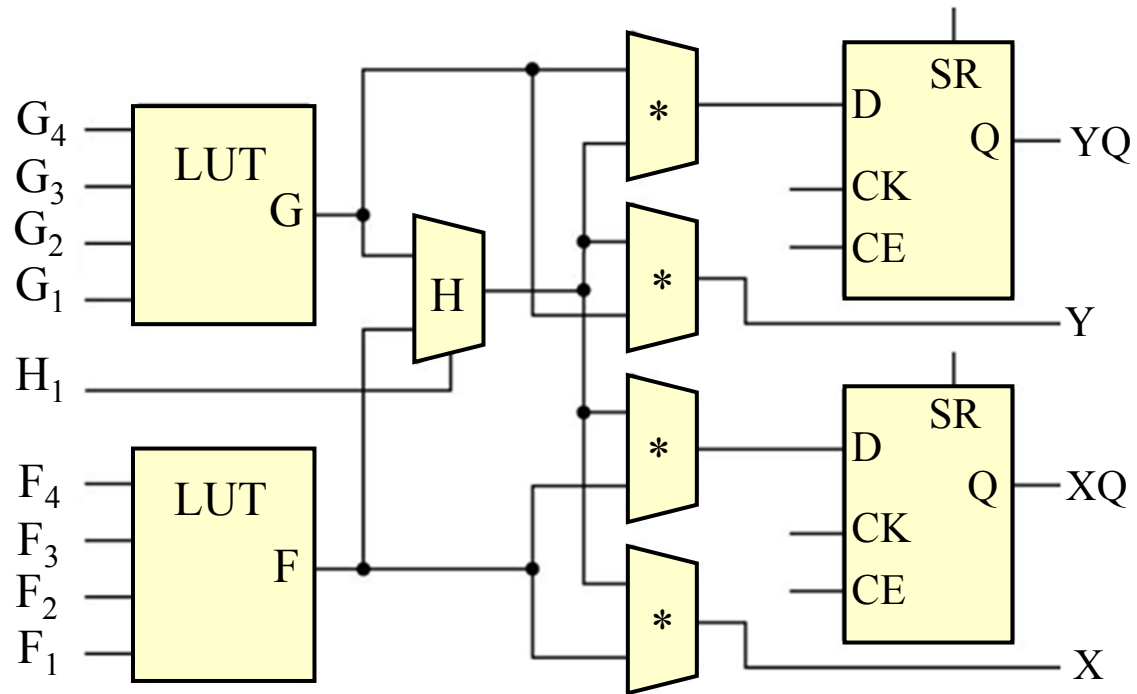 G4
G3
G2
G1
LUT
G
H1
H
F4
F3
F2
F1
LUT
F
*
*
*
*
SR
D
Q
CK
CE
YQ
Y
SR
D
Q
CK
CE
XQ
X